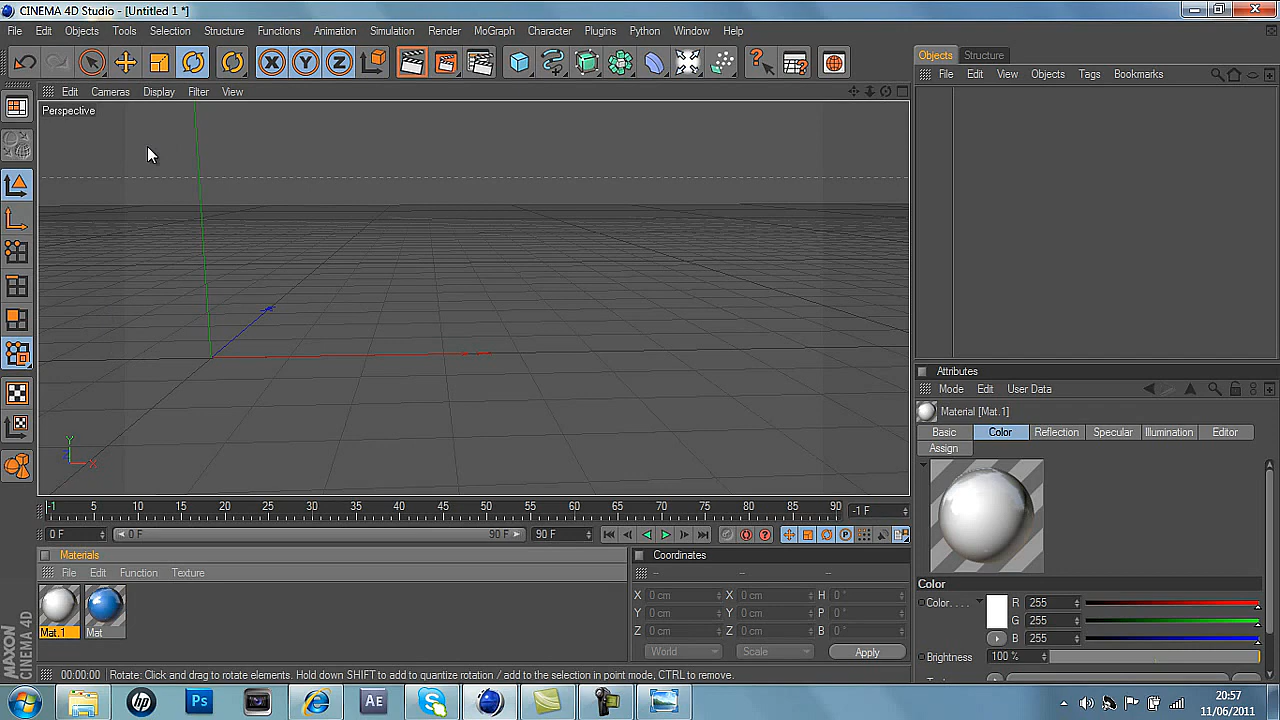 CINEMA 4D Studio - [Untitled 1 *]
File Edit Objects Tools Selection Structure Functions Animation Simulation Render MoGraph Character Plugins Python Window Help
Objects Structure
File Edit View Objects Tags Bookmarks
Edit Cameras Display Filter View
Perspective
Y
Z
X
Attributes
Mode Edit User Data
Material [Mat.1]
Basic Color Reflection Specular Illumination Editor
Assign
-1 5 10 15 20 25 30 35 40 45 50 55 60 65 70 75 80 85 90 -1 F
0 F 0 F 90 F 90 F
Materials
File Edit Function Texture
Mat.1 Mat
Coordinates
-- -- --
X 0 cm X 0 cm H 0 °
Y 0 cm Y 0 cm P 0 °
Z 0 cm Z 0 cm B 0 °
World Scale Apply
Color
Color. . . . R 255
G 255
B 255
Brightness 100 %
MAXON
CINEMA 4D
00:00:00 Rotate: Click and drag to rotate elements. Hold down SHIFT to add to quantize rotation / add to the selection in point mode, CTRL to remove.
hp Ps AE
20:57
11/06/2011